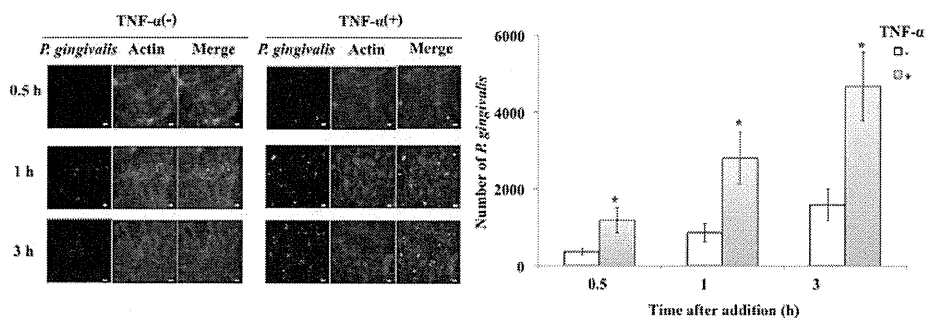 TNF-α(-)
P. gingivalis Actin Merge
0.5 h
1 h
3 h
TNF-α(+)
P. gingivalis Actin Merge
Number of P. gingivalis
6000
4000
2000
0
* * *
0.5 1 3
Time after addition (h)
TNF-α
-
+